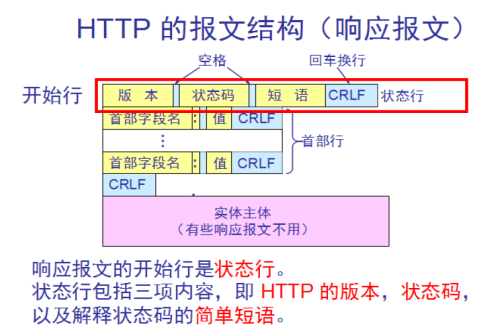 HTTP 的报文结构（响应报文）
空格 回车换行
开始行 版 本 状态码 短 语 CRLF 状态行
首部字段名 : 值 CRLF
⋮ 首部行
首部字段名 : 值 CRLF
CRLF
实体主体
（有些响应报文不用）
响应报文的开始行是状态行。
状态行包括三项内容，即 HTTP 的版本，状态码，
以及解释状态码的简单短语。